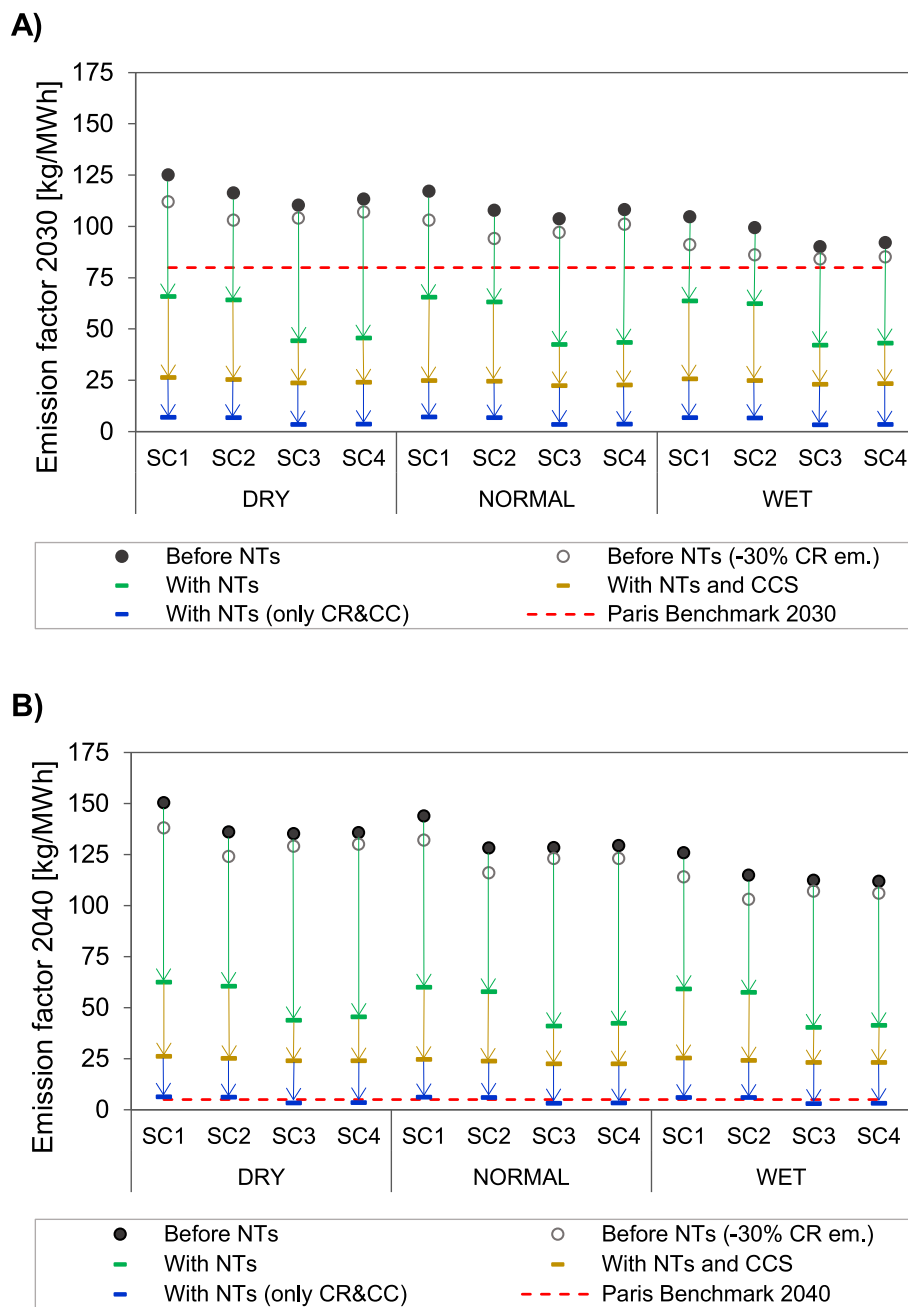 A)
Emission factor 2030 [kg/MWh]
175
150
125
100
75
50
25
0
SC1 SC2 SC3 SC4 SC1 SC2 SC3 SC4 SC1 SC2 SC3 SC4
DRY NORMAL WET
Before NTs Before NTs (-30% CR em.)
With NTs With NTs and CCS
With NTs (only CR&CC) Paris Benchmark 2030
B)
Emission factor 2040 [kg/MWh]
175
150
125
100
75
50
25
0
SC1 SC2 SC3 SC4 SC1 SC2 SC3 SC4 SC1 SC2 SC3 SC4
DRY NORMAL WET
Before NTs Before NTs (-30% CR em.)
With NTs With NTs and CCS
With NTs (only CR&CC) Paris Benchmark 2040